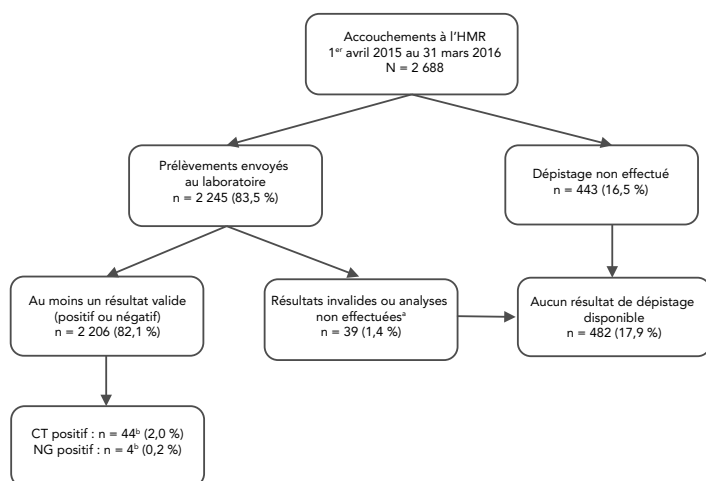 Accouchements à l’HMR
1er avril 2015 au 31 mars 2016
N = 2 688
Prélèvements envoyés
au laboratoire
n = 2 245 (83,5 %)
Dépistage non effectué
n = 443 (16,5 %)
Au moins un résultat valide
(positif ou négatif)
n = 2 206 (82,1 %)
Résultats invalides ou analyses
non effectuéesa
n = 39 (1,4 %)
Aucun résultat de dépistage
disponible
n = 482 (17,9 %)
CT positif : n = 44b (2,0 %)
NG positif : n = 4b (0,2 %)